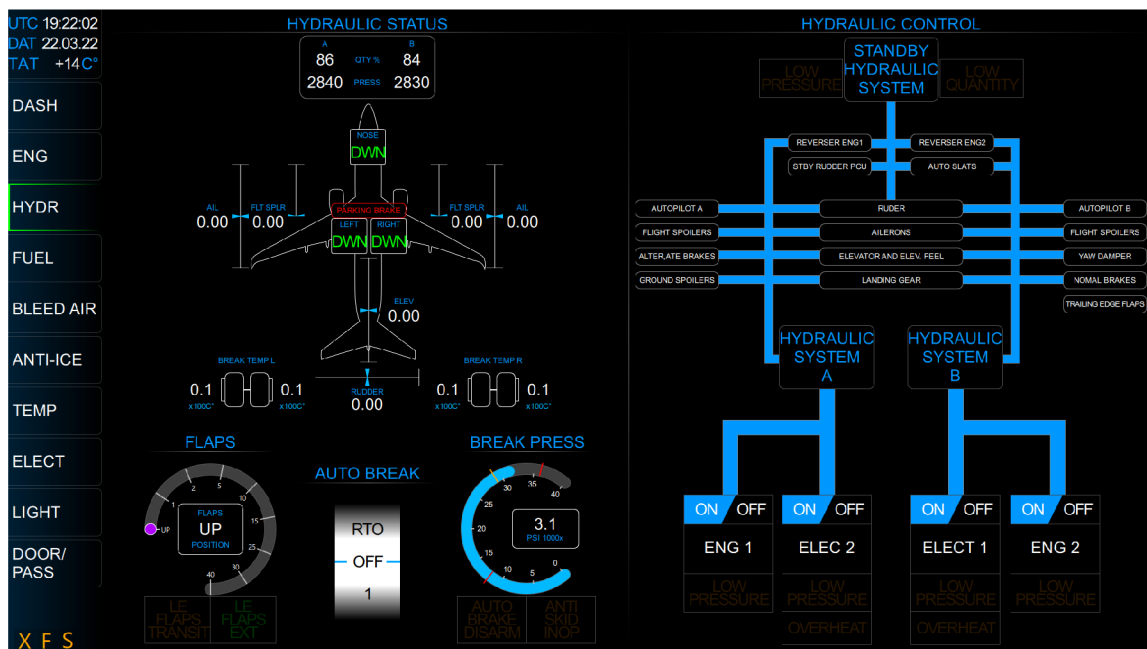 UTC 19:22:02
DAT 22.03.22
TAT +14 C°
DASH
ENG
HYDR
FUEL
BLEED AIR
ANTI-ICE
TEMP
ELECT
LIGHT
DOOR/
PASS
X F S
HYDRAULIC STATUS
A B
86 QTY % 84
2840 PRESS 2830
NOSE
DWN
AIL FLT SPLR FLT SPLR AIL
0.00 0.00 0.00 0.00
PARKING BRAKE
LEFT RIGHT
DWN DWN
ELEV
0.00
BREAK TEMP L BREAK TEMP R
0.1 0.1 0.1 0.1
x100C° x100C° x100C° x100C°
RUDDER
0.00
FLAPS
UP 1 2 5 10 15 25 30 40
FLAPS
UP
POSITION
LE
FLAPS
TRANSIT
LE
FLAPS
EXT
AUTO BREAK
RTO
OFF
1
BREAK PRESS
0 5 10 15 20 25 30 35 40
3.1
PSI 1000x
AUTO
BRAKE
DISARM
ANTI
SKID
INOP
HYDRAULIC CONTROL
LOW
PRESSURE
STANDBY
HYDRAULIC
SYSTEM
LOW
QUANTITY
REVERSER ENG1 REVERSER ENG2
STBY RUDDER PCU AUTO SLATS
AUTOPILOT A RUDER AUTOPILOT B
FLIGHT SPOILERS AILERONS FLIGHT SPOILERS
ALTER,ATE BRAKES ELEVATOR AND ELEV. FEEL YAW DAMPER
GROUND SPOILERS LANDING GEAR NOMAL BRAKES
TRAILING EDGE FLAPS
HYDRAULIC
SYSTEM
A
HYDRAULIC
SYSTEM
B
ON OFF ON OFF ON OFF ON OFF
ENG 1 ELEC 2 ELECT 1 ENG 2
LOW
PRESSURE
LOW
PRESSURE
LOW
PRESSURE
LOW
PRESSURE
OVERHEAT OVERHEAT